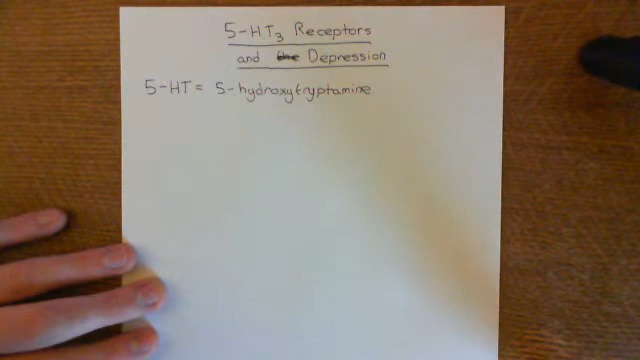 5-HT₃ Receptors
and the Depression
5-HT = 5-hydroxytryptamine